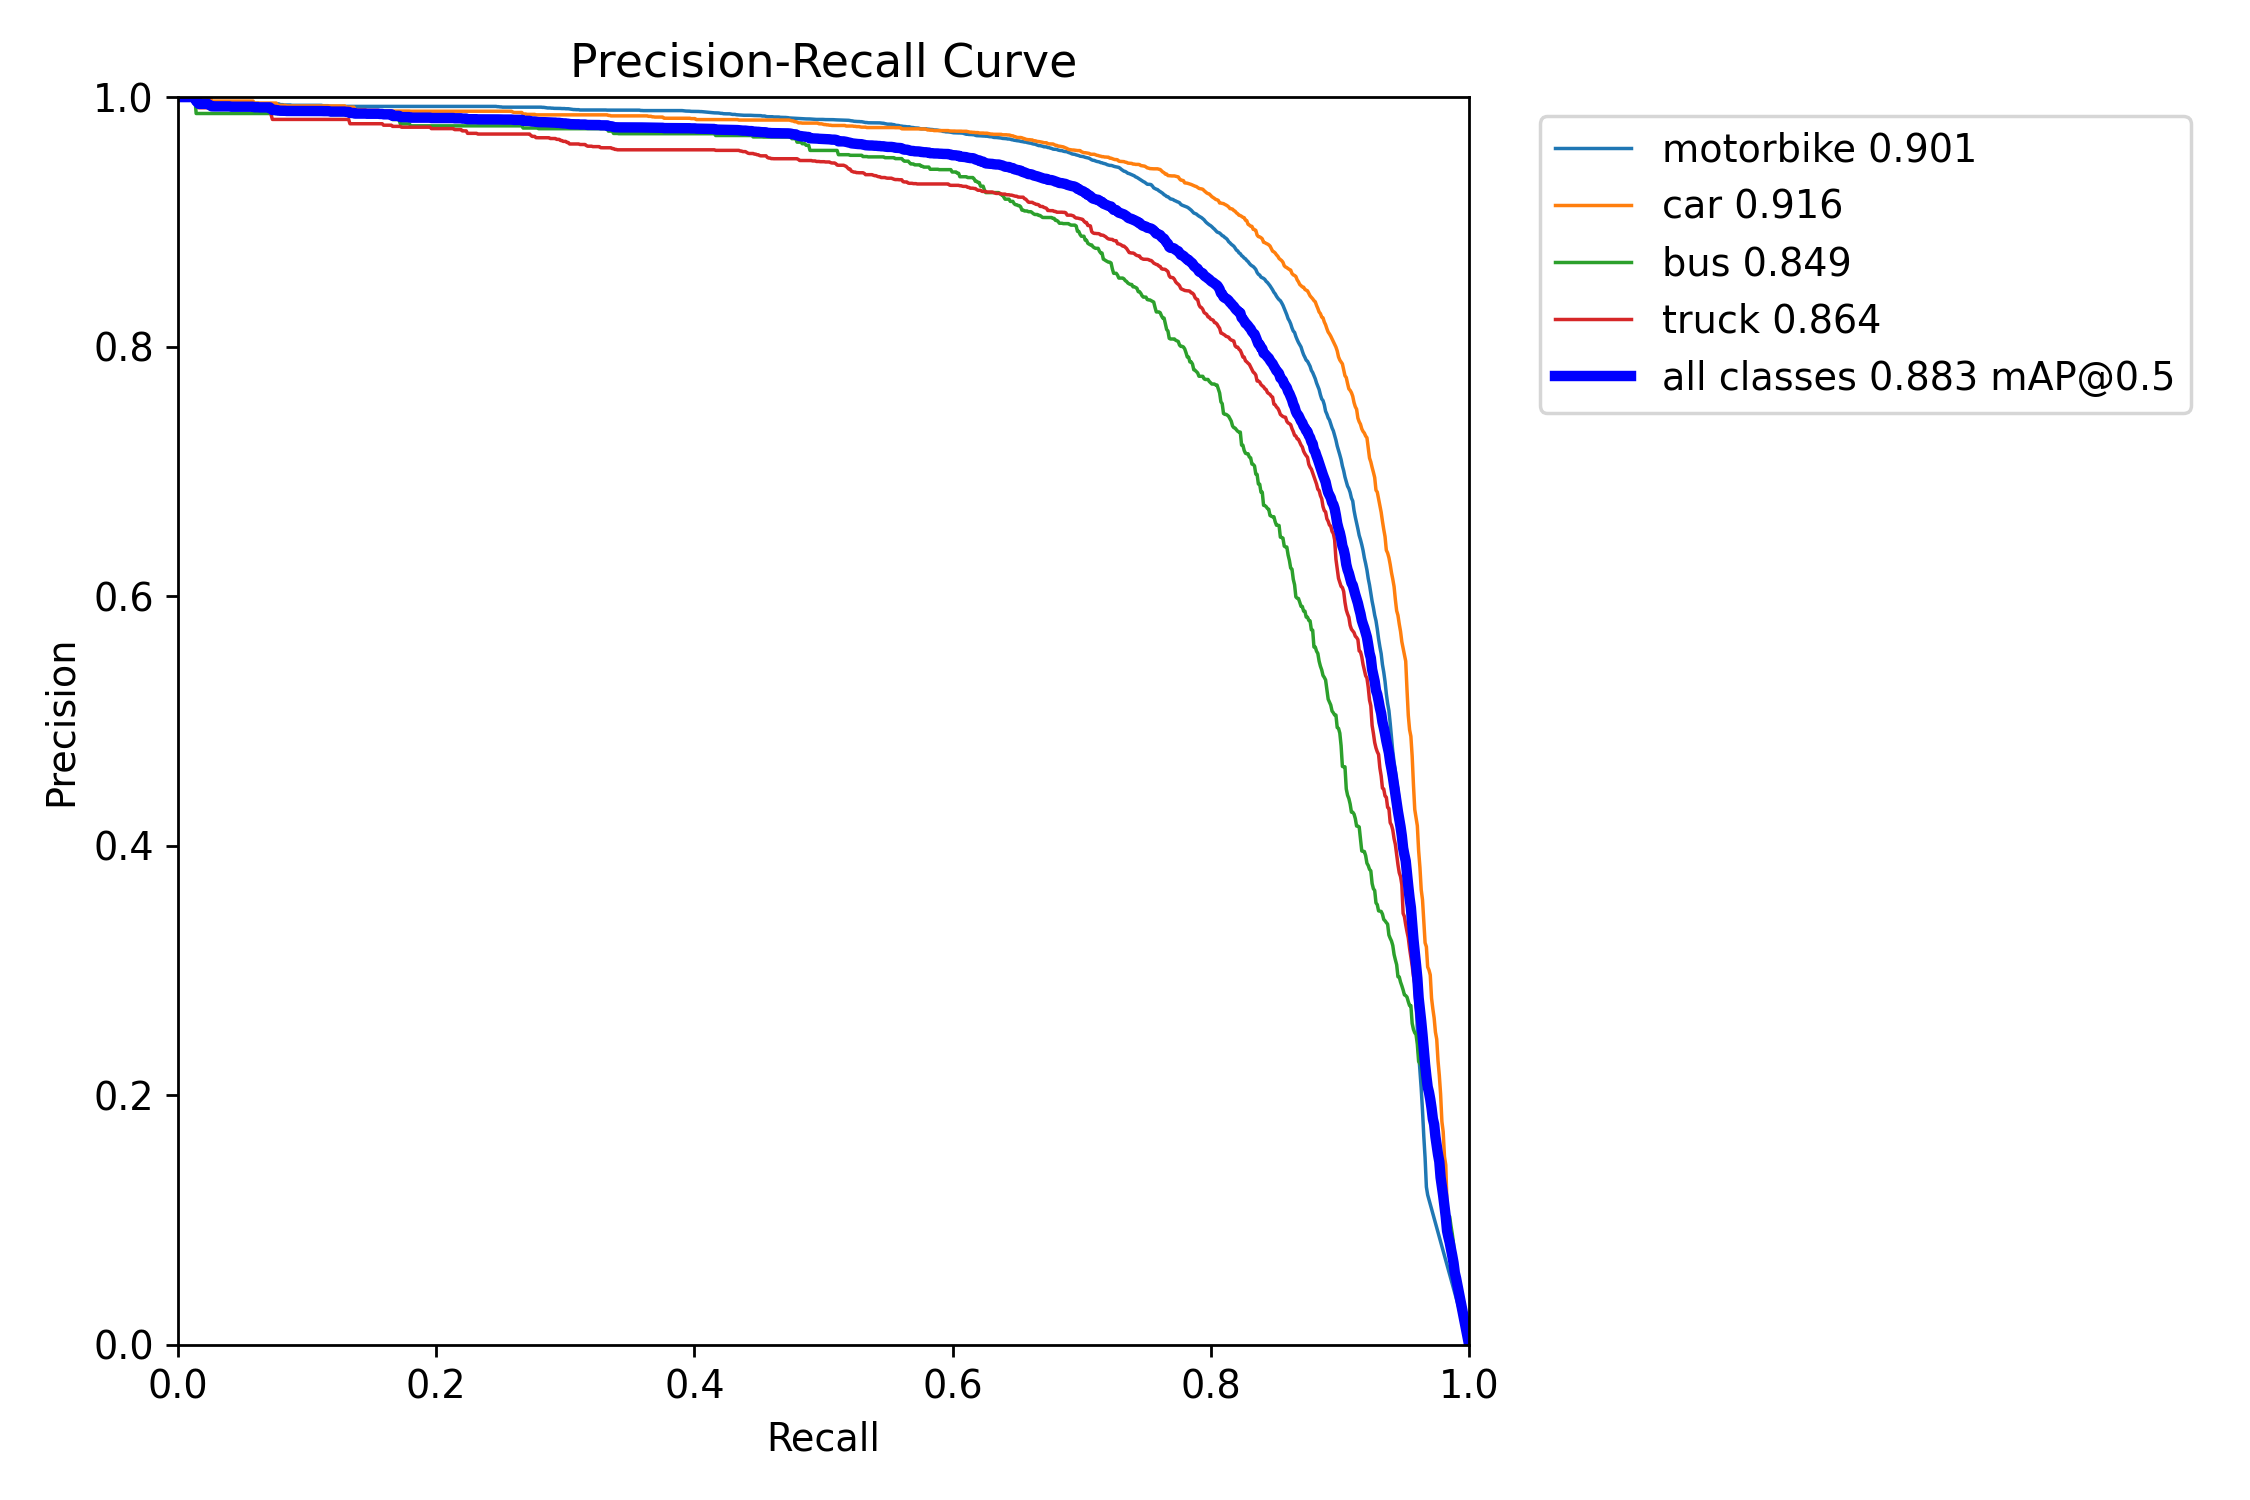 Precision-Recall Curve
1.0
0.8
0.6
0.4
0.2
0.0
Precision
0.0 0.2 0.4 0.6 0.8 1.0
Recall
motorbike 0.901
car 0.916
bus 0.849
truck 0.864
all classes 0.883 mAP@0.5